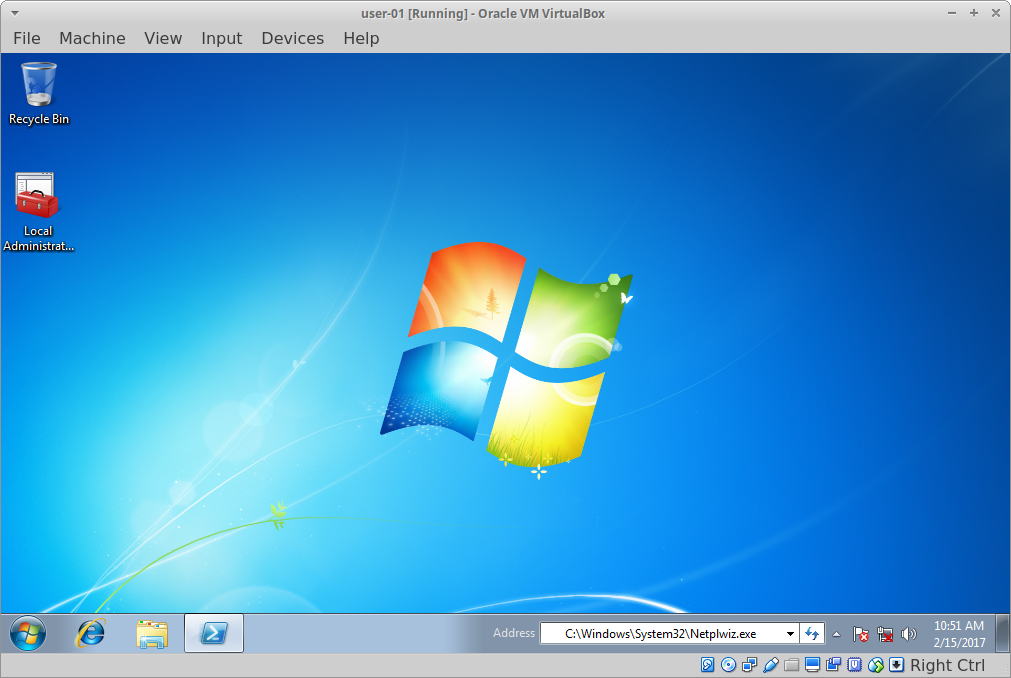 user-01 [Running] - Oracle VM VirtualBox
File Machine View Input Devices Help
Recycle Bin
Local
Administrat...
Address C:\Windows\System32\Netplwiz.exe
10:51 AM
2/15/2017
Right Ctrl